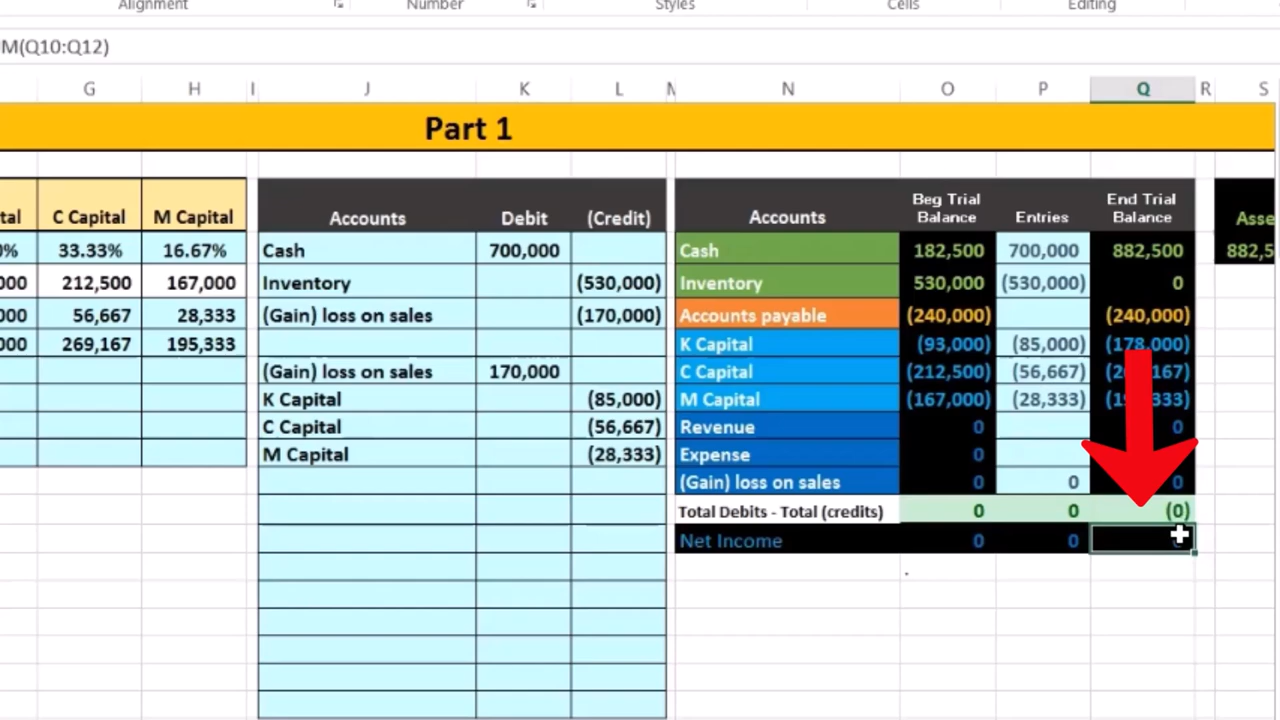 Alignment Number Styles Cells Editing
M(Q10:Q12)
G H I J K L N O P Q R S
Part 1
tal C Capital M Capital Accounts Debit (Credit) Accounts Beg Trial Balance Entries End Trial Balance Asse
0% 33.33% 16.67% Cash 700,000 Cash 182,500 700,000 882,500 882,5
000 212,500 167,000 Inventory (530,000) Inventory 530,000 (530,000) 0
000 56,667 28,333 (Gain) loss on sales (170,000) Accounts payable (240,000) (240,000)
000 269,167 195,333 K Capital (93,000) (85,000) (178,000)
(Gain) loss on sales 170,000 C Capital (212,500) (56,667) 167)
K Capital (85,000) M Capital (167,000) (28,333) 333)
C Capital (56,667) Revenue 0 0
M Capital (28,333) Expense 0
(Gain) loss on sales 0 0 0
Total Debits - Total (credits) 0 0 (0)
Net Income 0 0